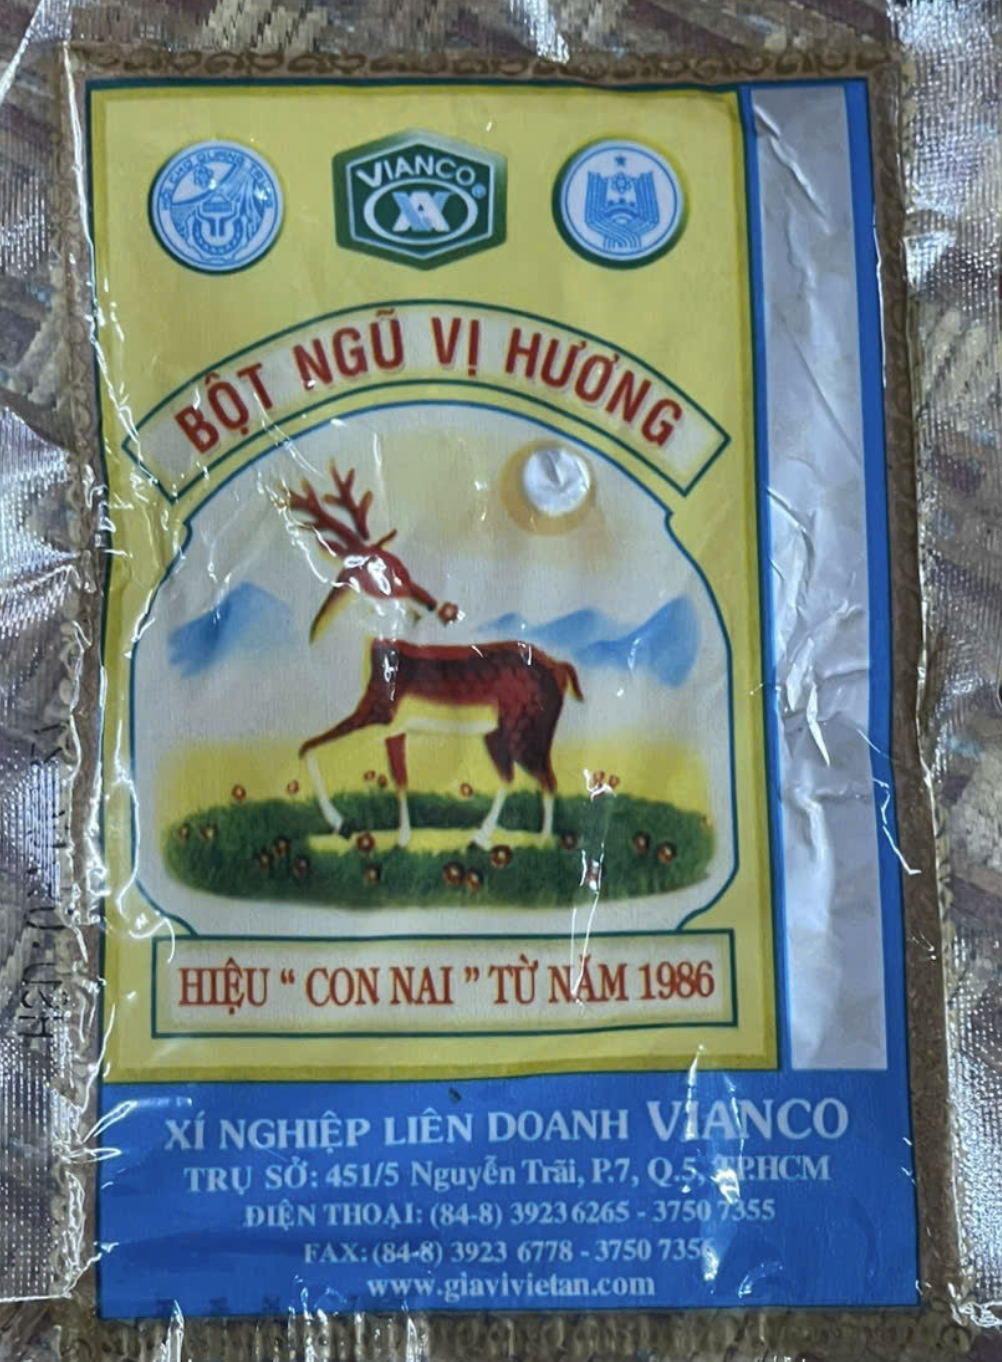 VIANCO
BỘT NGŨ VỊ HƯƠNG
HIỆU “ CON NAI ” TỪ NĂM 1986
XÍ NGHIỆP LIÊN DOANH VIANCO
TRỤ SỞ: 451/5 Nguyễn Trãi, P.7, Q.5, TP.HCM
ĐIỆN THOẠI: (84-8) 3923 6265 - 3750 7355
FAX: (84-8) 3923 6778 - 3750 7356
www.giavivietan.com